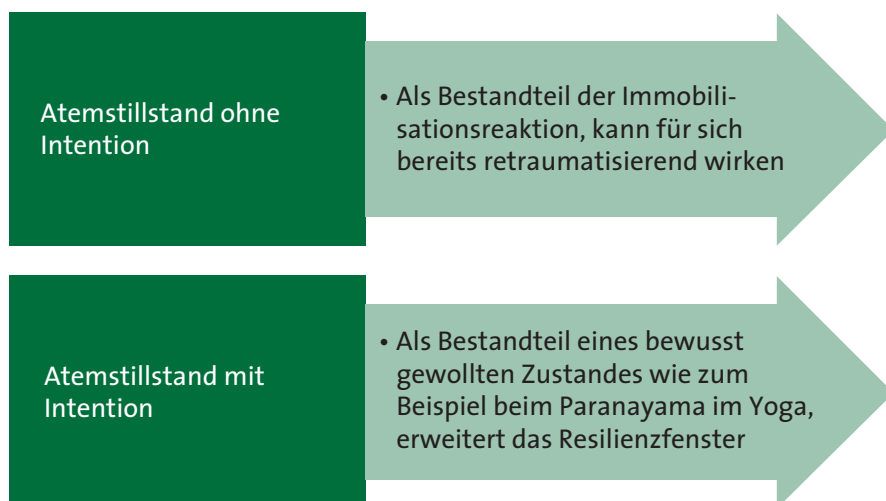 Atemstillstand ohne
Intention
• Als Bestandteil der Immobili-
sationsreaktion, kann für sich
bereits retraumatisierend wirken
Atemstillstand mit
Intention
• Als Bestandteil eines bewusst
gewollten Zustandes wie zum
Beispiel beim Paranayama im Yoga,
erweitert das Resilienzfenster